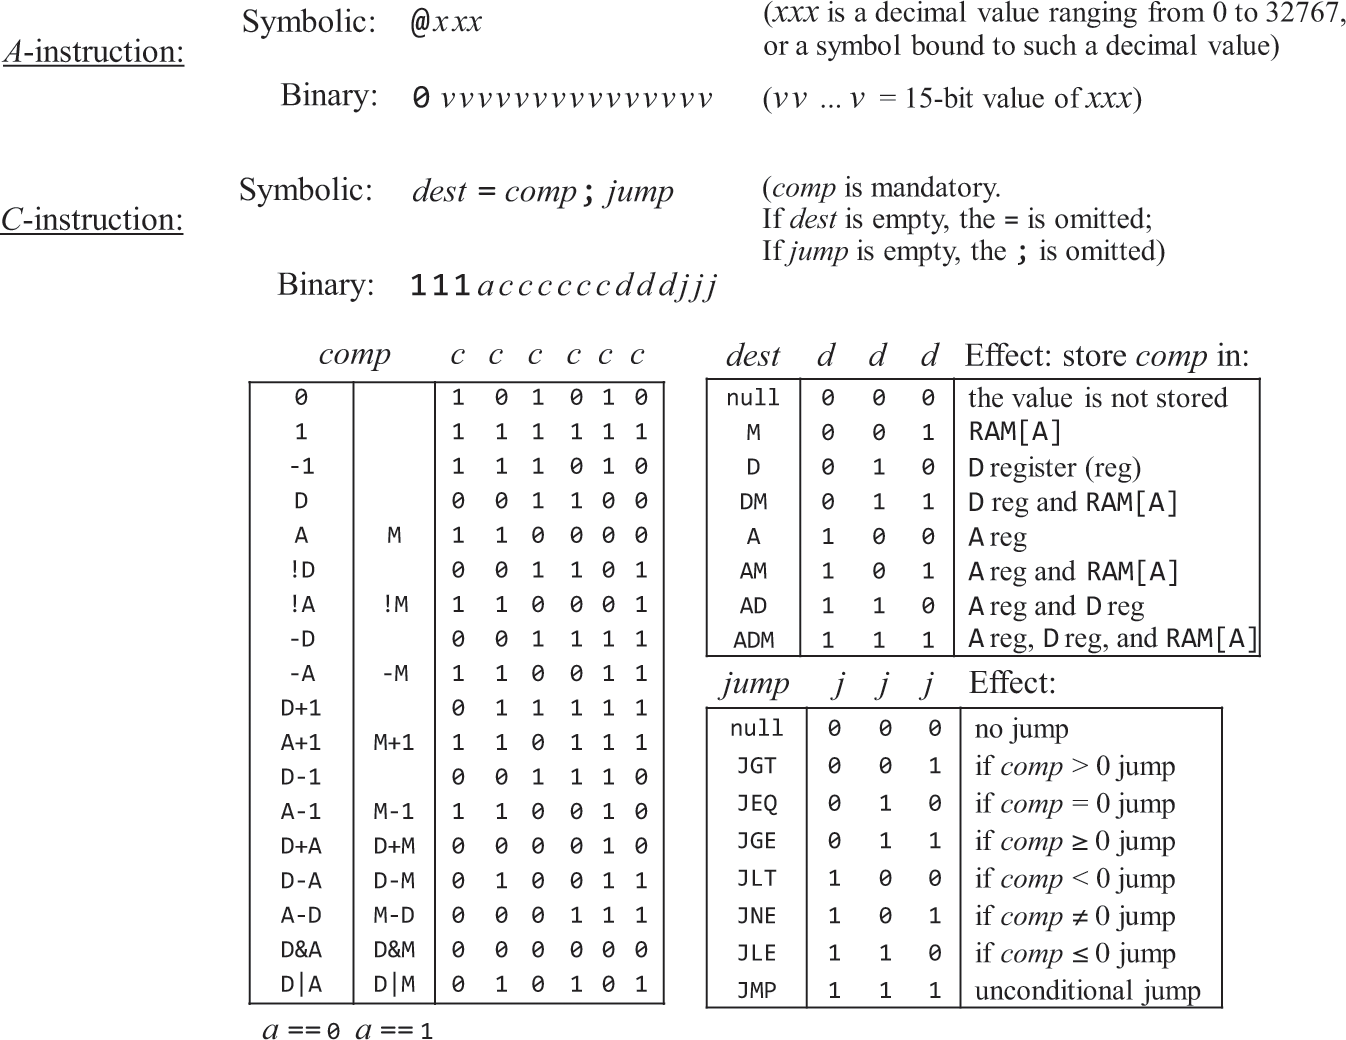 A-instruction:
Symbolic: @xxx (xxx is a decimal value ranging from 0 to 32767,
or a symbol bound to such a decimal value)
Binary: 0 vvvvvvvvvvvvvvv (vv ... v = 15-bit value of xxx)
C-instruction:
Symbolic: dest = comp ; jump (comp is mandatory.
If dest is empty, the = is omitted;
If jump is empty, the ; is omitted)
Binary: 111accccccdddjjj
comp c c c c c c
0 1 0 1 0 1 0
1 1 1 1 1 1 1
-1 1 1 1 0 1 0
D 0 0 1 1 0 0
A M 1 1 0 0 0 0
!D 0 0 1 1 0 1
!A !M 1 1 0 0 0 1
-D 0 0 1 1 1 1
-A -M 1 1 0 0 1 1
D+1 0 1 1 1 1 1
A+1 M+1 1 1 0 1 1 1
D-1 0 0 1 1 1 0
A-1 M-1 1 1 0 0 1 0
D+A D+M 0 0 0 0 1 0
D-A D-M 0 1 0 0 1 1
A-D M-D 0 0 0 1 1 1
D&A D&M 0 0 0 0 0 0
D|A D|M 0 1 0 1 0 1
a == 0 a == 1
dest d d d Effect: store comp in:
null 0 0 0 the value is not stored
M 0 0 1 RAM[A]
D 0 1 0 D register (reg)
DM 0 1 1 D reg and RAM[A]
A 1 0 0 A reg
AM 1 0 1 A reg and RAM[A]
AD 1 1 0 A reg and D reg
ADM 1 1 1 A reg, D reg, and RAM[A]
jump j j j Effect:
null 0 0 0 no jump
JGT 0 0 1 if comp > 0 jump
JEQ 0 1 0 if comp = 0 jump
JGE 0 1 1 if comp ≥ 0 jump
JLT 1 0 0 if comp < 0 jump
JNE 1 0 1 if comp ≠ 0 jump
JLE 1 1 0 if comp ≤ 0 jump
JMP 1 1 1 unconditional jump